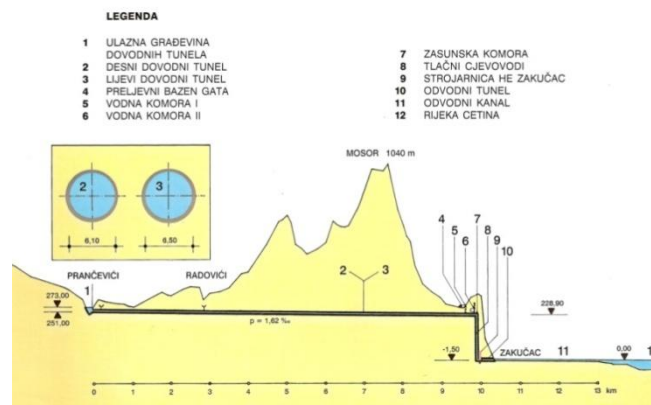 LEGENDA
1 ULAZNA GRAĐEVINA
DOVODNIH TUNELA
2 DESNI DOVODNI TUNEL
3 LIJEVI DOVODNI TUNEL
4 PRELJEVNI BAZEN GATA
5 VODNA KOMORA I
6 VODNA KOMORA II
7 ZASUNSKA KOMORA
8 TLAČNI CJEVOVODI
9 STROJARNICA HE ZAKUČAC
10 ODVODNI TUNEL
11 ODVODNI KANAL
12 RIJEKA CETINA
MOSOR 1040 m
2 3
6,10 6,50
PRANČEVIĆI
RADOVIĆI
1
273,00
251,00
2 3
4 5 6 7 8 9 10
228,90
p = 1,62 ‰
-1,50
ZAKUČAC 11
0,00
1
0 1 2 3 4 5 6 7 8 9 10 11 12 13 km